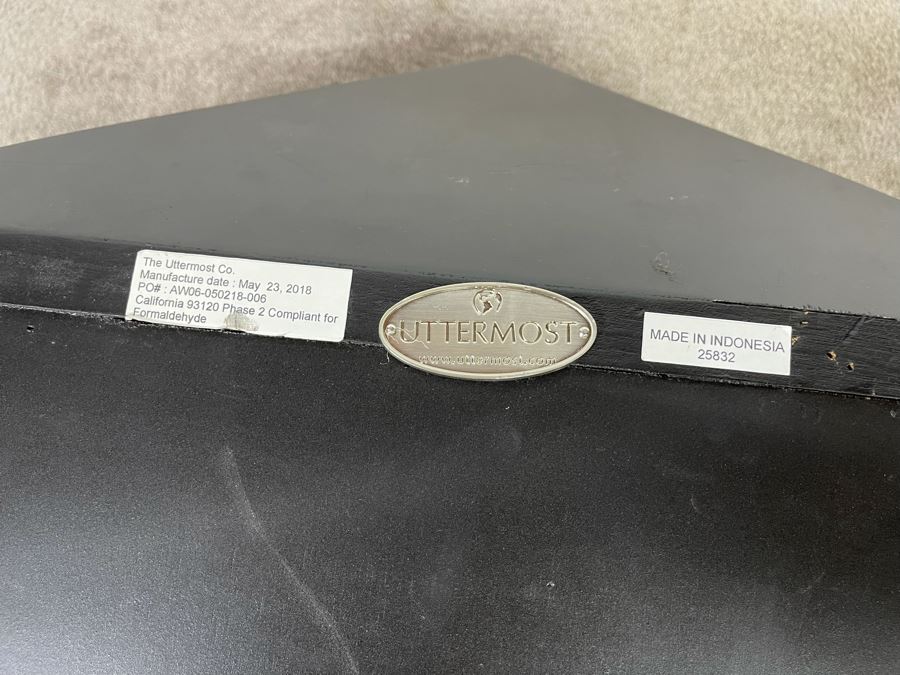 The Uttermost Co.
Manufacture date : May 23, 2018
PO# : AW06-050218-006
California 93120 Phase 2 Compliant for
Formaldehyde
UTTERMOST
www.uttermost.com
MADE IN INDONESIA
25832